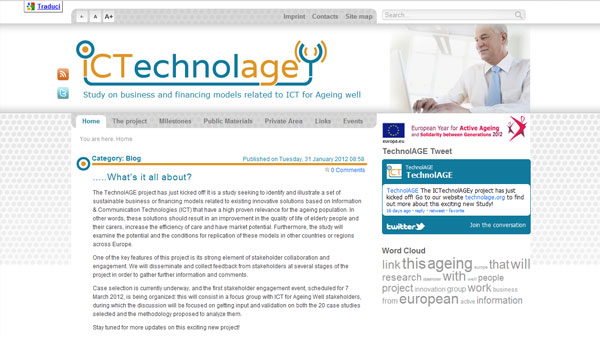 Traduci
- A A+
Imprint Contacts Site map
Search...
iCTechnolagey
Study on business and financing models related to ICT for Ageing well
Home The project Milestones Public Materials Private Area Links Events
You are here: Home
Category: Blog
Published on Tuesday, 31 January 2012 08:58
0 Comments
.....What's it all about?
The TechnolAGE project has just kicked off! It is a study seeking to identify and illustrate a set of
sustainable business or financing models related to existing innovative solutions based on Information
& Communication Technologies (ICT) that have a high proven relevance for the ageing population. In
other words, these solutions should result in an improvement in the quality of life of elderly people and
their carers, increase the efficiency of care and have market potential. Furthermore, the study will
examine the potential and the conditions for replication of these models in other countries or regions
across Europe.
One of the key features of this project is its strong element of stakeholder collaboration and
engagement. We will disseminate and collect feedback from stakeholders at several stages of the
project in order to gather further information and comments.
Case selection is currently underway, and the first stakeholder engagement event, scheduled for 7
March 2012, is being organized: this will consist in a focus group with ICT for Ageing Well stakeholders,
during which the discussion will be focused on getting input and validation on both the 20 case studies
selected and the methodology proposed to analyze them.
Stay tuned for more updates on this exciting new project!
European Year for Active Ageing
and Solidarity between Generations 2012
europa.eu
TechnolAGE Tweet
TechnolAGE
TechnolAGE
TechnolAGE The ICTechnolAGEy project has just
kicked off! Go to our website technolage.org to find
out more about this exciting new Study!
16 days ago • reply • retweet • favorite
twitter
Join the conversation
Word Cloud
link this ageing europe that will
research with well people
project innovation group work business
from european active information